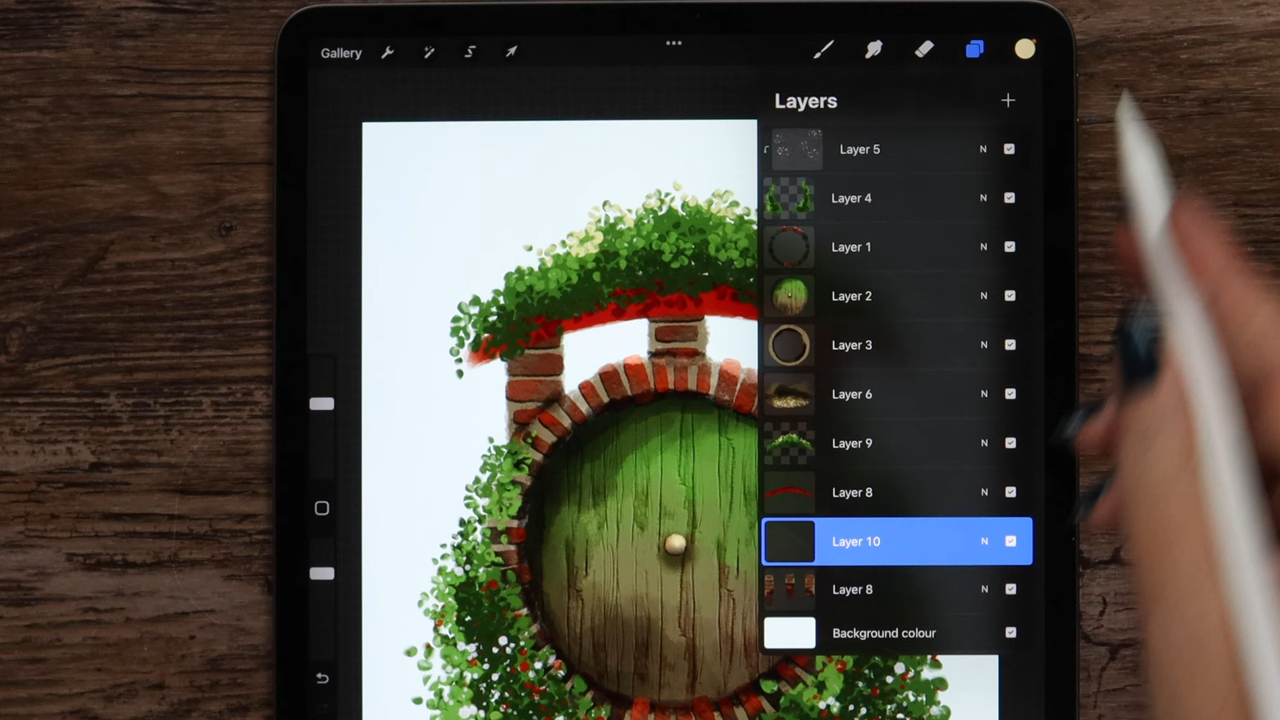 Gallery
Layers
Layer 5 N
Layer 4 N
Layer 1 N
Layer 2 N
Layer 3 N
Layer 6 N
Layer 9 N
Layer 8 N
Layer 10 N
Layer 8 N
Background colour